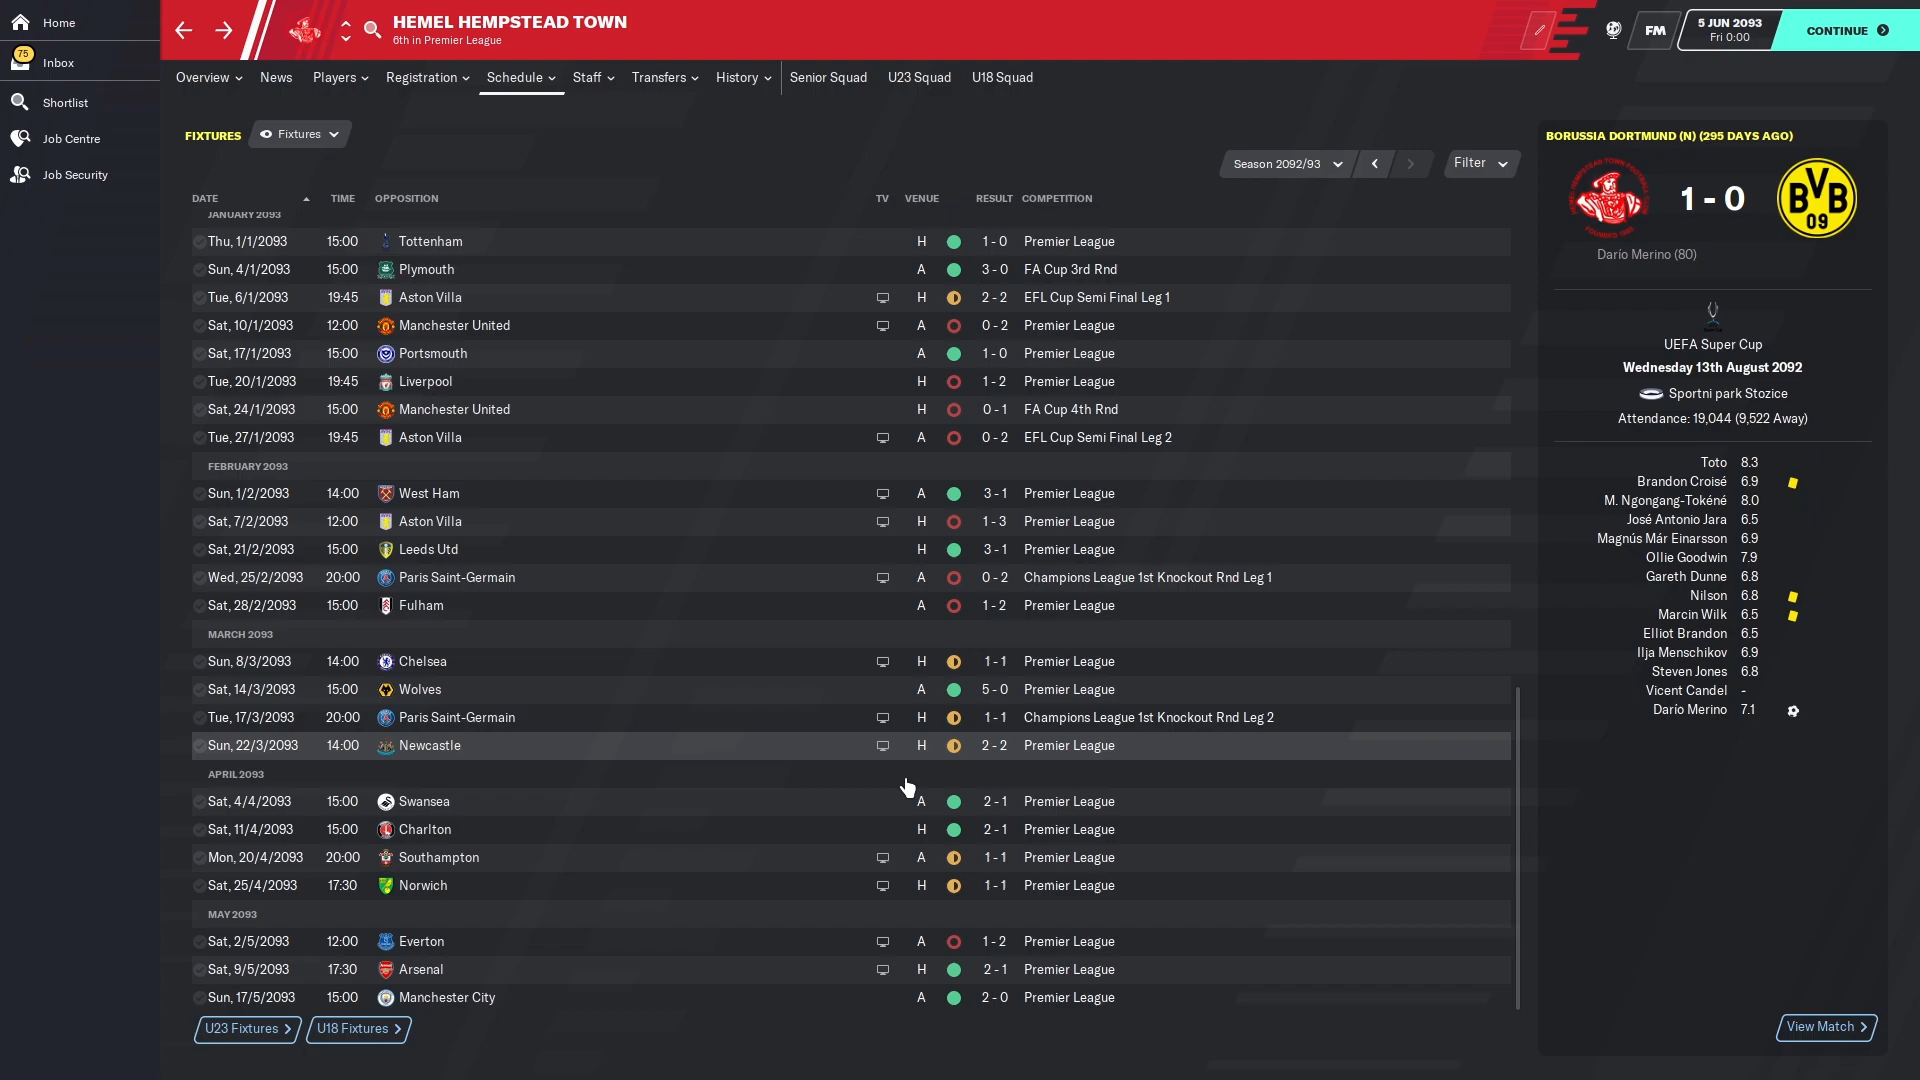 Home
75
Inbox
Shortlist
Job Centre
Job Security
HEMEL HEMPSTEAD TOWN
6th in Premier League
FM
5 JUN 2093
Fri 0:00
CONTINUE
Overview News Players Registration Schedule Staff Transfers History Senior Squad U23 Squad U18 Squad
FIXTURES Fixtures
Season 2092/93 Filter
DATE TIME OPPOSITION TV VENUE RESULT COMPETITION
JANUARY 2093
Thu, 1/1/2093 15:00 Tottenham H 1 - 0 Premier League
Sun, 4/1/2093 15:00 Plymouth A 3 - 0 FA Cup 3rd Rnd
Tue, 6/1/2093 19:45 Aston Villa H 2 - 2 EFL Cup Semi Final Leg 1
Sat, 10/1/2093 12:00 Manchester United A 0 - 2 Premier League
Sat, 17/1/2093 15:00 Portsmouth A 1 - 0 Premier League
Tue, 20/1/2093 19:45 Liverpool H 1 - 2 Premier League
Sat, 24/1/2093 15:00 Manchester United H 0 - 1 FA Cup 4th Rnd
Tue, 27/1/2093 19:45 Aston Villa A 0 - 2 EFL Cup Semi Final Leg 2
FEBRUARY 2093
Sun, 1/2/2093 14:00 West Ham A 3 - 1 Premier League
Sat, 7/2/2093 12:00 Aston Villa H 1 - 3 Premier League
Sat, 21/2/2093 15:00 Leeds Utd H 3 - 1 Premier League
Wed, 25/2/2093 20:00 Paris Saint-Germain A 0 - 2 Champions League 1st Knockout Rnd Leg 1
Sat, 28/2/2093 15:00 Fulham A 1 - 2 Premier League
MARCH 2093
Sun, 8/3/2093 14:00 Chelsea H 1 - 1 Premier League
Sat, 14/3/2093 15:00 Wolves A 5 - 0 Premier League
Tue, 17/3/2093 20:00 Paris Saint-Germain H 1 - 1 Champions League 1st Knockout Rnd Leg 2
Sun, 22/3/2093 14:00 Newcastle H 2 - 2 Premier League
APRIL 2093
Sat, 4/4/2093 15:00 Swansea A 2 - 1 Premier League
Sat, 11/4/2093 15:00 Charlton H 2 - 1 Premier League
Mon, 20/4/2093 20:00 Southampton A 1 - 1 Premier League
Sat, 25/4/2093 17:30 Norwich H 1 - 1 Premier League
MAY 2093
Sat, 2/5/2093 12:00 Everton A 1 - 2 Premier League
Sat, 9/5/2093 17:30 Arsenal H 2 - 1 Premier League
Sun, 17/5/2093 15:00 Manchester City A 2 - 0 Premier League
U23 Fixtures U18 Fixtures
BORUSSIA DORTMUND (N) (295 DAYS AGO)
1 - 0
BVB
09
Darío Merino (80)
UEFA Super Cup
Wednesday 13th August 2092
Sportni park Stozice
Attendance: 19,044 (9,522 Away)
Toto 8.3
Brandon Croisé 6.9
M. Ngongang-Tokéné 8.0
José Antonio Jara 6.5
Magnús Már Einarsson 6.9
Ollie Goodwin 7.9
Gareth Dunne 6.8
Nilson 6.8
Marcin Wilk 6.5
Elliot Brandon 6.5
Ilja Menschikov 6.9
Steven Jones 6.8
Vicent Candel -
Darío Merino 7.1
View Match